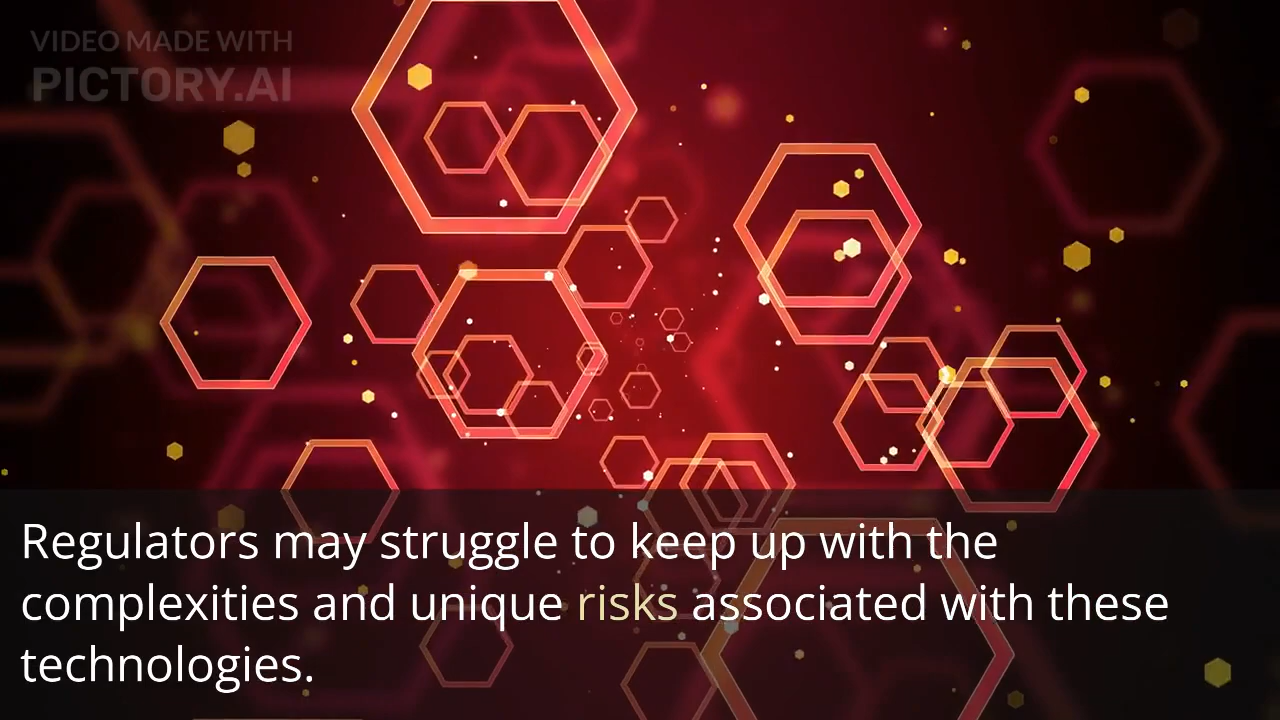 VIDEO MADE WITH
PICTORY.AI
Regulators may struggle to keep up with the
complexities and unique risks associated with these
technologies.